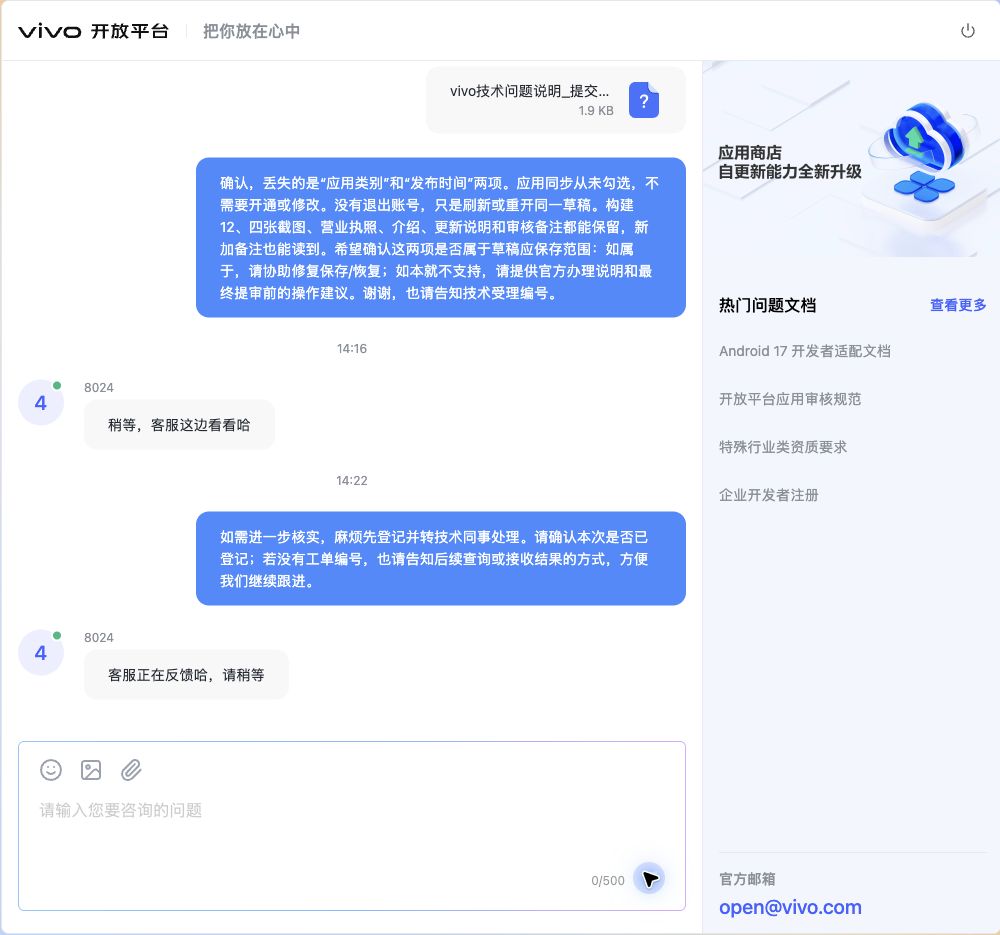 vivo 开放平台 把你放在心中
vivo技术问题说明_提交...
1.9 KB
?
确认，丢失的是“应用类别”和“发布时间”两项。应用同步从未勾选，不
需要开通或修改。没有退出账号，只是刷新或重开同一草稿。构建
12、四张截图、营业执照、介绍、更新说明和审核备注都能保留，新
加备注也能读到。希望确认这两项是否属于草稿应保存范围：如属
于，请协助修复保存/恢复；如本就不支持，请提供官方办理说明和最
终提审前的操作建议。谢谢，也请告知技术受理编号。
14:16
4
8024
稍等，客服这边看看哈
14:22
如需进一步核实，麻烦先登记并转技术同事处理。请确认本次是否已
登记；若没有工单编号，也请告知后续查询或接收结果的方式，方便
我们继续跟进。
4
8024
客服正在反馈哈，请稍等
请输入您要咨询的问题
0/500
应用商店
自更新能力全新升级
热门问题文档 查看更多
Android 17 开发者适配文档
开放平台应用审核规范
特殊行业类资质要求
企业开发者注册
官方邮箱
open@vivo.com